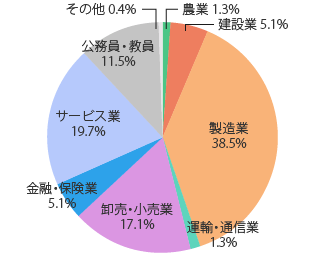 その他 0.4%
農業 1.3%
建設業 5.1%
公務員・教員
11.5%
製造業
38.5%
サービス業
19.7%
金融・保険業
5.1%
卸売・小売業
17.1%
運輸・通信業
1.3%